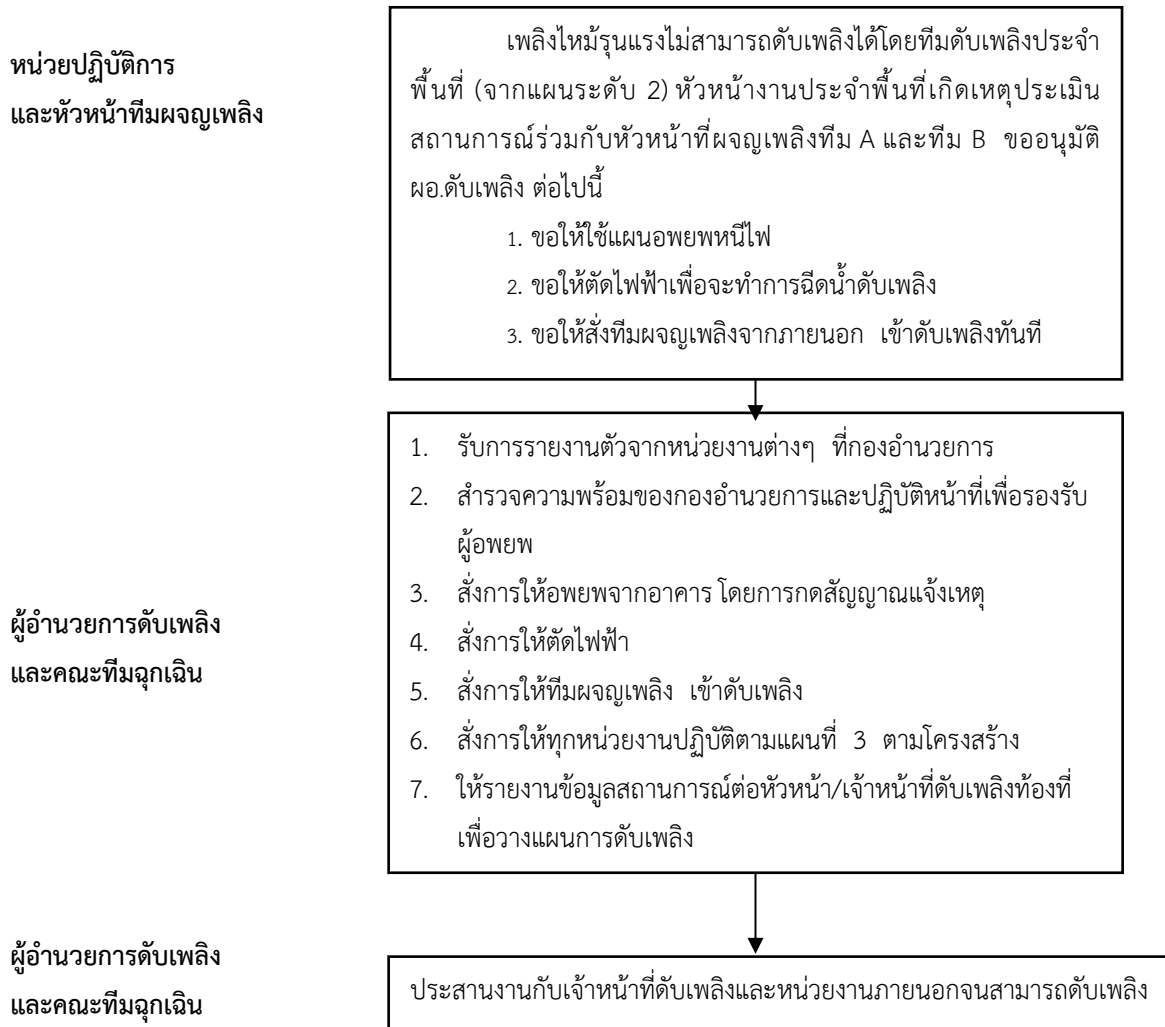 หน่วยปฏิบัติการ
และหัวหน้าทีมผจญเพลิง
เพลิงไหม้รุนแรงไม่สามารถดับเพลิงได้โดยทีมดับเพลิงประจำ
พื้นที่ (จากแผนระดับ 2) หัวหน้างานประจำพื้นที่เกิดเหตุประเมิน
สถานการณ์ร่วมกับหัวหน้าที่ผจญเพลิงทีม A และทีม B ขออนุมัติ
ผอ.ดับเพลิง ต่อไปนี้
1. ขอให้ใช้แผนอพยพหนีไฟ
2. ขอให้ตัดไฟฟ้าเพื่อจะทำการฉีดน้ำดับเพลิง
3. ขอให้สั่งทีมผจญเพลิงจากภายนอก เข้าดับเพลิงทันที
ผู้อำนวยการดับเพลิง
และคณะทีมฉุกเฉิน
1. รับการรายงานตัวจากหน่วยงานต่างๆ ที่กองอำนวยการ
2. สำรวจความพร้อมของกองอำนวยการและปฏิบัติหน้าที่เพื่อรองรับ
ผู้อพยพ
3. สั่งการให้อพยพจากอาคาร โดยการกดสัญญาณแจ้งเหตุ
4. สั่งการให้ตัดไฟฟ้า
5. สั่งการให้ทีมผจญเพลิง เข้าดับเพลิง
6. สั่งการให้ทุกหน่วยงานปฏิบัติตามแผนที่ 3 ตามโครงสร้าง
7. ให้รายงานข้อมูลสถานการณ์ต่อหัวหน้า/เจ้าหน้าที่ดับเพลิงท้องที่
เพื่อวางแผนการดับเพลิง
ผู้อำนวยการดับเพลิง
และคณะทีมฉุกเฉิน
ประสานงานกับเจ้าหน้าที่ดับเพลิงและหน่วยงานภายนอกจนสามารถดับเพลิง